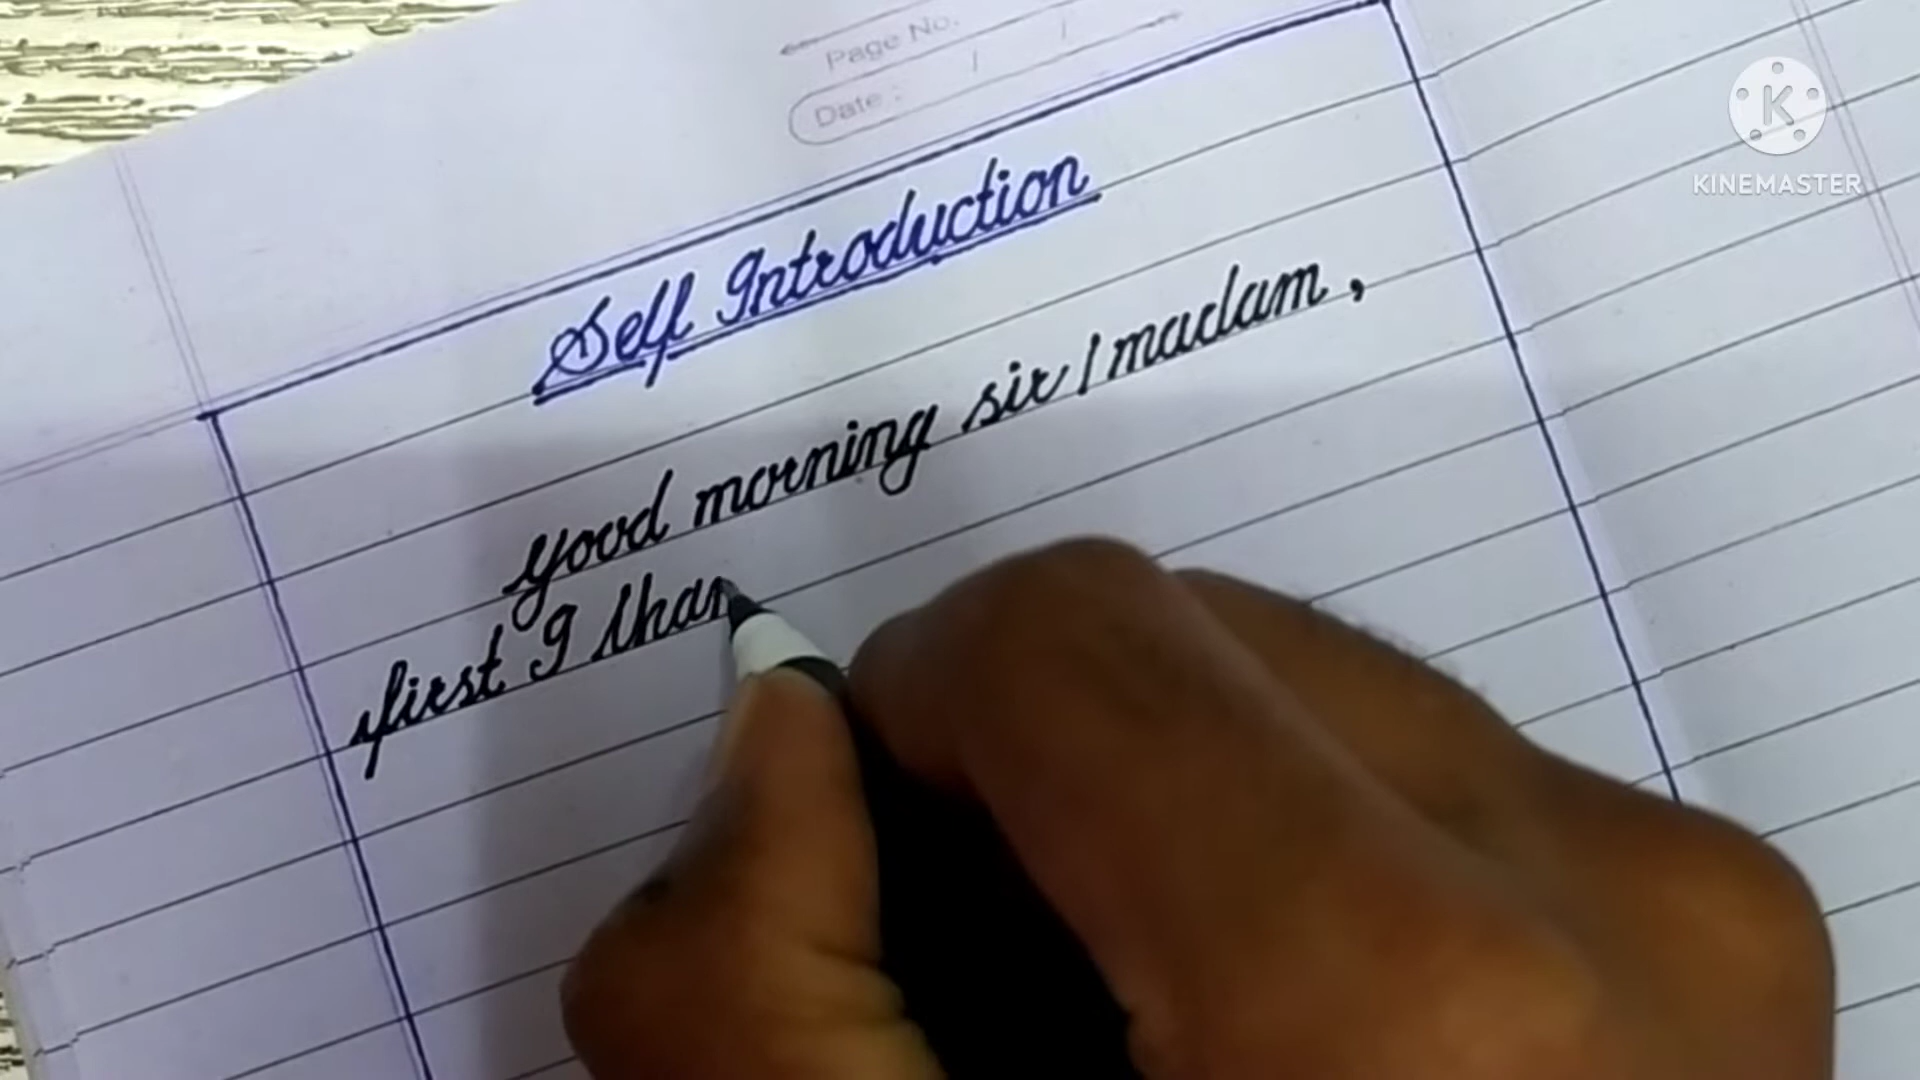 Page No.
Date : / /
Self Introduction
good morning sir / madam,
first I than
KINEMASTER